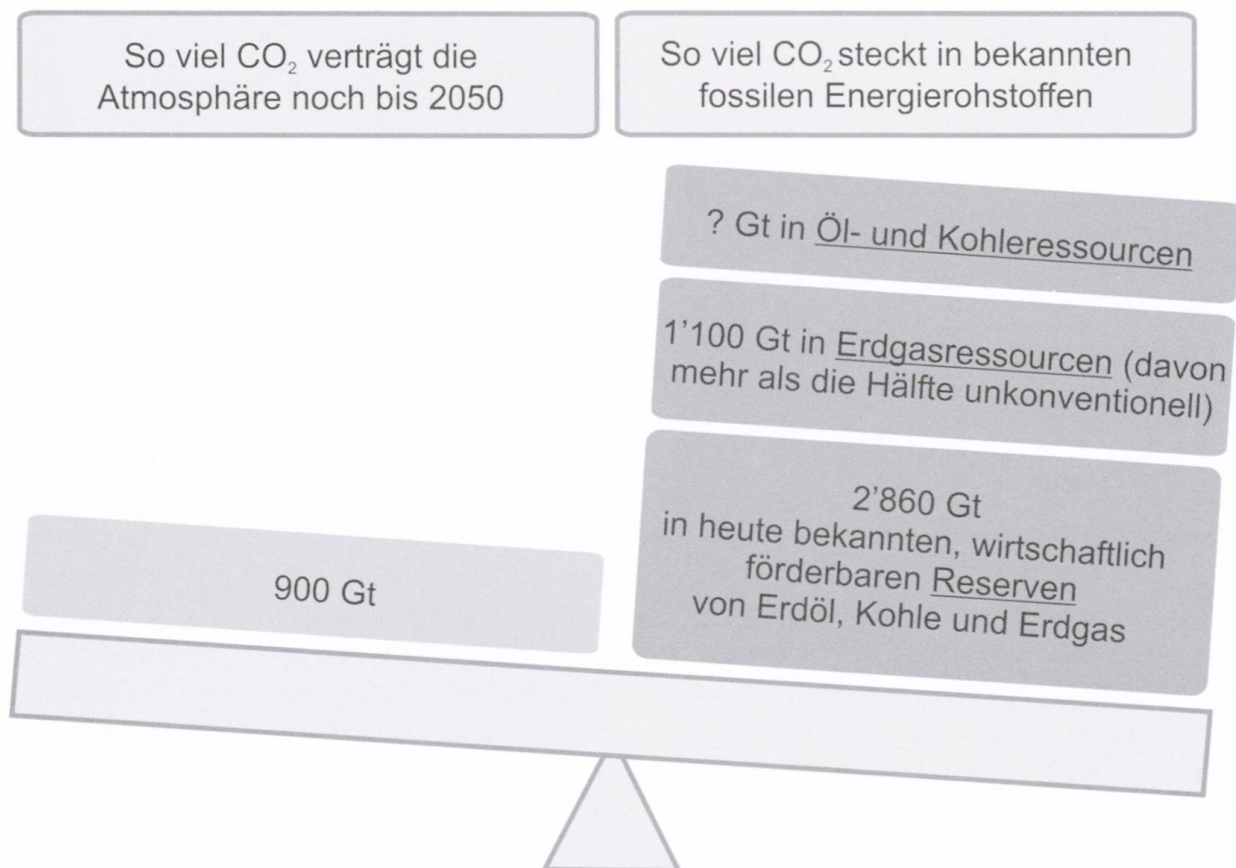 So viel CO₂ verträgt die
Atmosphäre noch bis 2050
So viel CO₂ steckt in bekannten
fossilen Energierohstoffen
? Gt in Öl- und Kohleressourcen
1’100 Gt in Erdgasressourcen (davon
mehr als die Hälfte unkonventionell)
2’860 Gt
in heute bekannten, wirtschaftlich
förderbaren Reserven
von Erdöl, Kohle und Erdgas
900 Gt